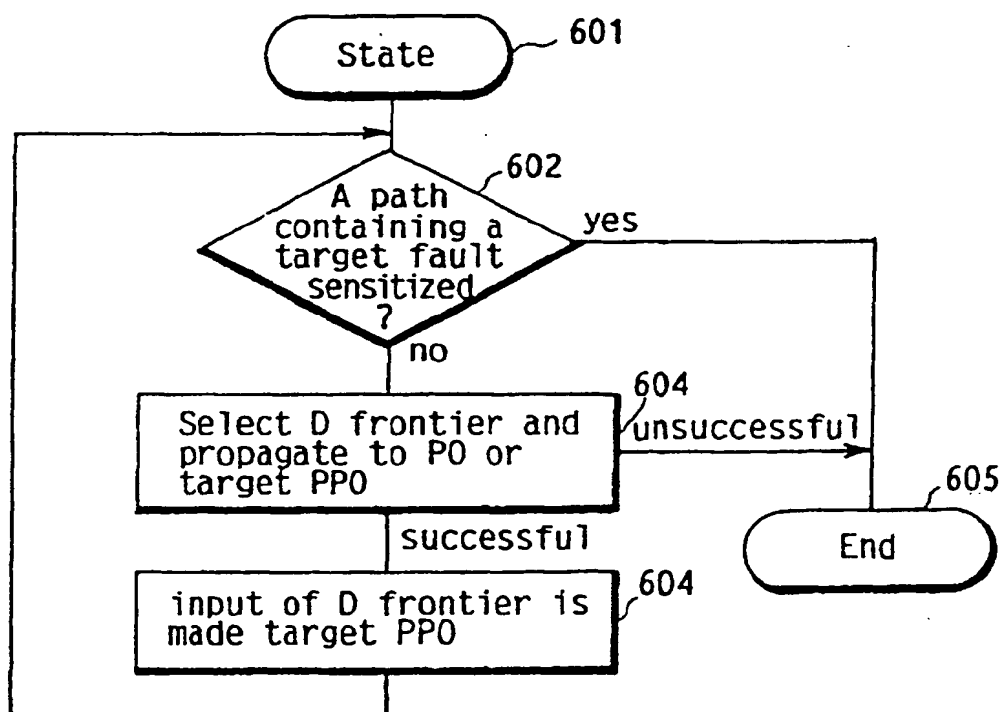 State
601
602
A path
containing a
target fault
sensitized
?
yes
no
604
Select D frontier and
propagate to PO or
target PPO
unsuccessful
605
End
successful
604
input of D frontier is
made target PPO